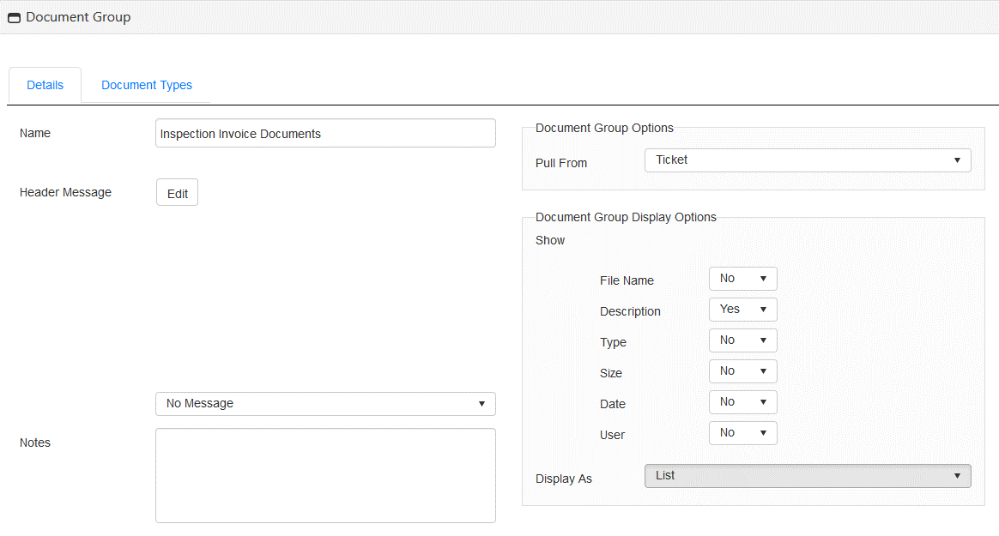 Document Group
Details
Document Types
Name
Inspection Invoice Documents
Header Message
Edit
No Message
Notes
Document Group Options
Pull From
Ticket
Document Group Display Options
Show
File Name
No
Description
Yes
Type
No
Size
No
Date
No
User
No
Display As
List